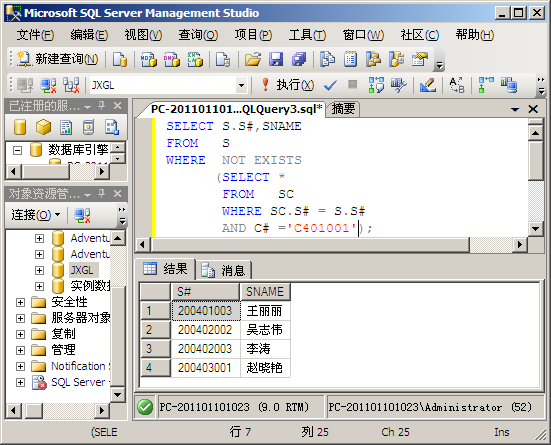 Microsoft SQL Server Management Studio
文件(F) 编辑(E) 视图(V) 查询(Q) 项目(P) 工具(T) 窗口(W) 社区(C) 帮助(H)
新建查询(N)
JXGL 执行(X)
已注册的服...
数据库引擎
对象资源管...
连接(O)
Adventu
Adventu
JXGL
实例数据
安全性
服务器对象
复制
管理
Notification S
SQL Server
PC-201101101...QLQuery3.sql* 摘要
SELECT S.S#,SNAME
FROM S
WHERE NOT EXISTS
(SELECT *
FROM SC
WHERE SC.S# = S.S#
AND C# ='C401001');
结果 消息
S# SNAME
1 200401003 王丽丽
2 200402002 吴志伟
3 200402003 李涛
4 200403001 赵晓艳
PC-201101101023 (9.0 RTM) PC-201101101023\Administrator (52)
(SELE 行 7 列 25 Ch 25 Ins